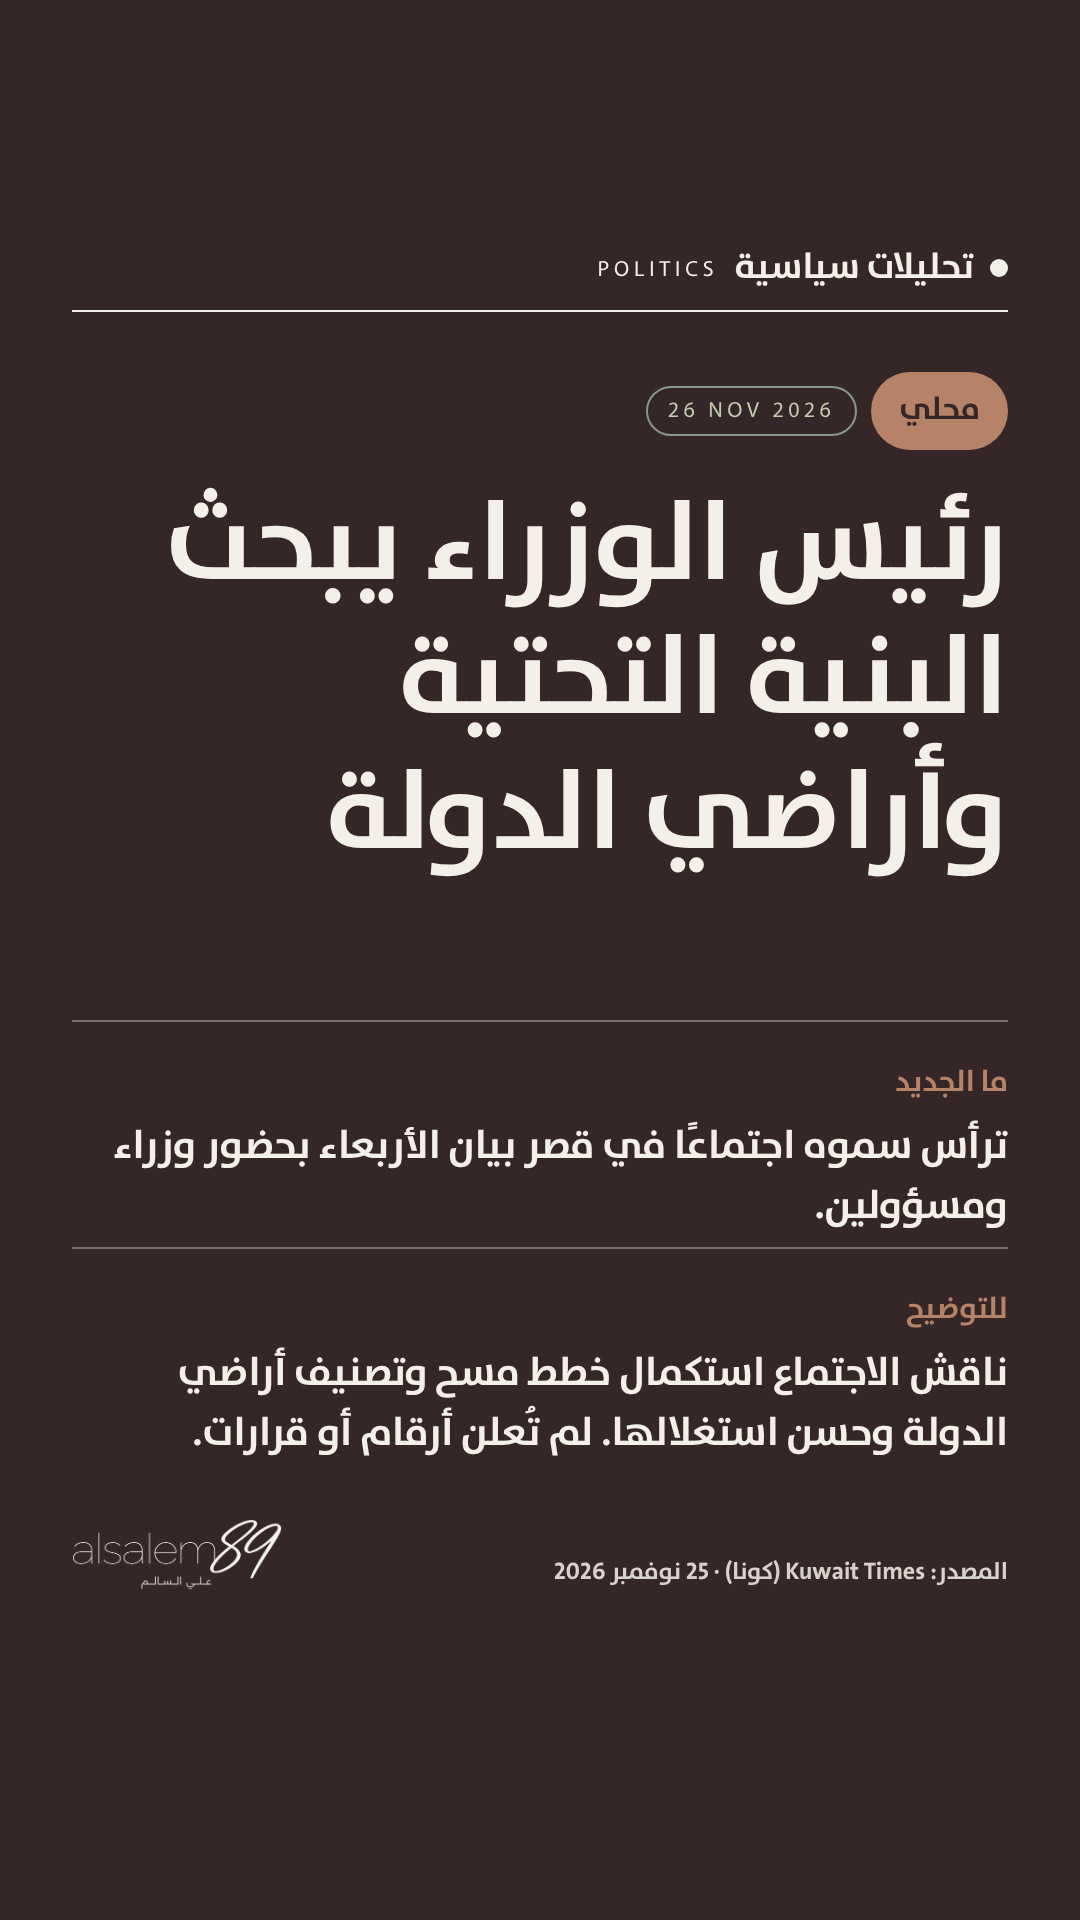 تحليلات سياسية POLITICS
محلي 26 NOV 2026
رئيس الوزراء يبحث
البنية التحتية
وأراضي الدولة
ما الجديد
ترأس سموه اجتماعًا في قصر بيان الأربعاء بحضور وزراء
ومسؤولين.
للتوضيح
ناقش الاجتماع استكمال خطط مسح وتصنيف أراضي
الدولة وحسن استغلالها. لم تُعلن أرقام أو قرارات.
المصدر: Kuwait Times (كونا) · 25 نوفمبر 2026
alsalem89
علي السالم